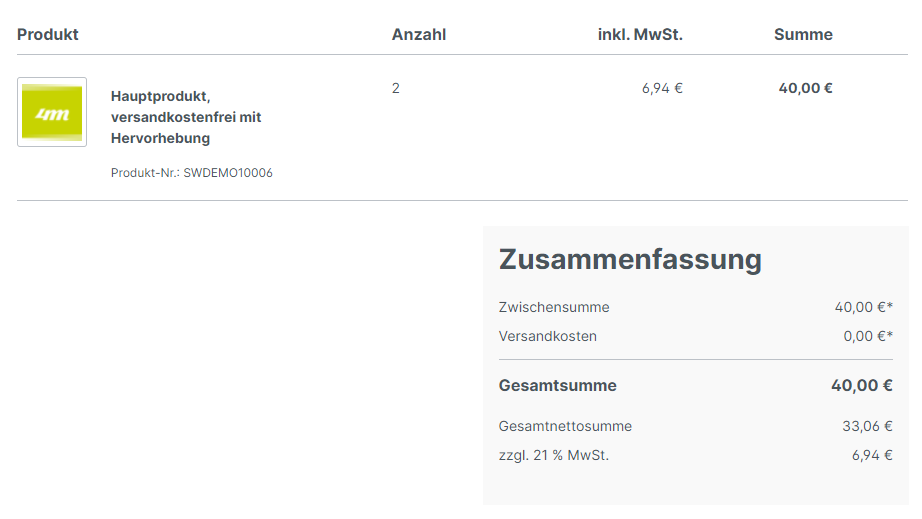 Produkt Anzahl inkl. MwSt. Summe
4m
Hauptprodukt, 2 6,94 € 40,00 €
versandkostenfrei mit
Hervorhebung
Produkt-Nr.: SWDEMO10006
Zusammenfassung
Zwischensumme 40,00 €*
Versandkosten 0,00 €*
Gesamtsumme 40,00 €
Gesamtnettosumme 33,06 €
zzgl. 21 % MwSt. 6,94 €